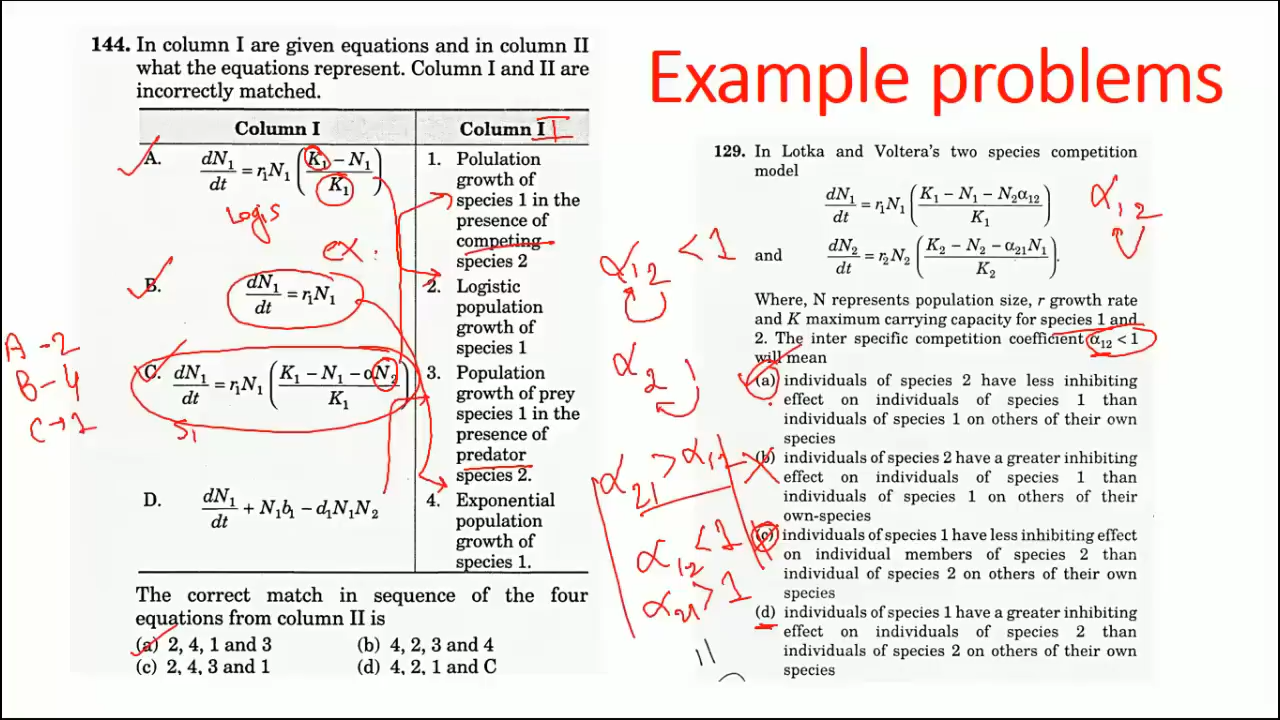 Example problems
144. In column I are given equations and in column II
what the equations represent. Column I and II are
incorrectly matched.
Column I
Column II
A. dN₁/dt = r₁N₁ ((K₁ – N₁)/K₁)
Logis
1. Polulation
growth of
species 1 in the
presence of
competing
species 2
ex.
B. dN₁/dt = r₁N₁
2. Logistic
population
growth of
species 1
C. dN₁/dt = r₁N₁ ((K₁ – N₁ – αN₂)/K₁)
S₁
3. Population
growth of prey
species 1 in the
presence of
predator
species 2.
D. dN₁/dt + N₁b₁ – d₁N₁N₂
4. Exponential
population
growth of
species 1.
A – 2
B – 4
C → 1
The correct match in sequence of the four
equations from column II is
(a) 2, 4, 1 and 3 (b) 4, 2, 3 and 4
(c) 2, 4, 3 and 1 (d) 4, 2, 1 and C
129. In Lotka and Voltera's two species competition
model
dN₁/dt = r₁N₁ ((K₁ – N₁ – N₂α₁₂)/K₁)
and dN₂/dt = r₂N₂ ((K₂ – N₂ – α₂₁N₁)/K₂).
Where, N represents population size, r growth rate
and K maximum carrying capacity for species 1 and
2. The inter specific competition coefficient α₁₂ < 1
will mean
(a) individuals of species 2 have less inhibiting
effect on individuals of species 1 than
individuals of species 1 on others of their own
species
(b) individuals of species 2 have a greater inhibiting
effect on individuals of species 1 than
individuals of species 1 on others of their
own-species
(c) individuals of species 1 have less inhibiting effect
on individual members of species 2 than
individual of species 2 on others of their own
species
(d) individuals of species 1 have a greater inhibiting
effect on individuals of species 2 than
individuals of species 2 on others of their own
species
α₁₂
α₁₂ < 1
α₂
α₂₁ > α₁₂
α₁₂ < 1
α₂₁ > 1